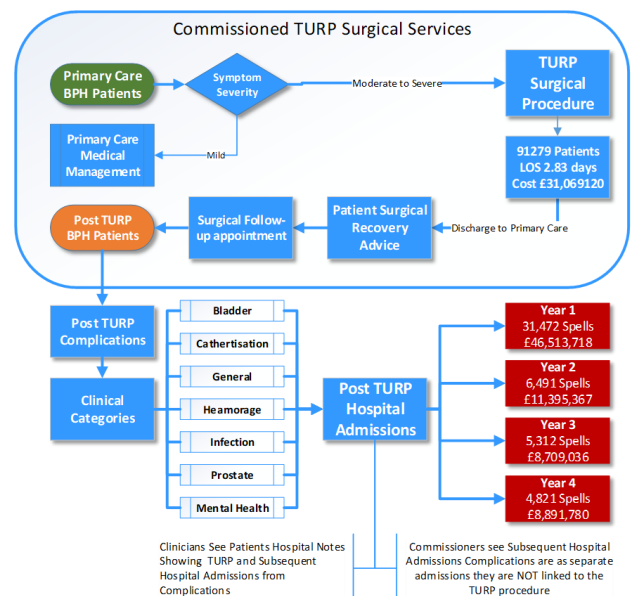 Commissioned TURP Surgical Services
Primary Care
BPH Patients
Symptom
Severity
Moderate to Severe
TURP
Surgical
Procedure
Primary Care
Medical
Management
Mild
91279 Patients
LOS 2.83 days
Cost £31,069120
Post TURP
BPH Patients
Surgical Follow-
up appointment
Patient Surgical
Recovery
Advice
Discharge to Primary Care
Post TURP
Complications
Clinical
Categories
Bladder
Cathertisation
General
Heamorage
Infection
Prostate
Mental Health
Post TURP
Hospital
Admissions
Year 1
31,472 Spells
£46,513,718
Year 2
6,491 Spells
£11,395,367
Year 3
5,312 Spells
£8,709,036
Year 4
4,821 Spells
£8,891,780
Clinicians See Patients Hospital Notes
Showing TURP and Subsequent
Hospital Admissions from
Complications
Commissioners see Subsequent Hospital
Admissions Complications are as separate
admissions they are NOT linked to the
TURP procedure